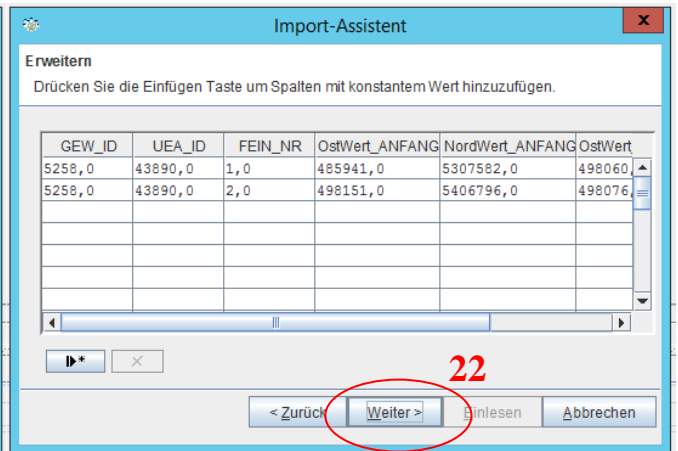 Import-Assistent
x
Erweitern
Drücken Sie die Einfügen Taste um Spalten mit konstantem Wert hinzuzufügen.
GEW_ID UEA_ID FEIN_NR OstWert_ANFANG NordWert_ANFANG OstWert_
5258,0 43890,0 1,0 485941,0 5307582,0 498060,
5258,0 43890,0 2,0 498151,0 5406796,0 498076,
22
< Zurück Weiter > Einlesen Abbrechen